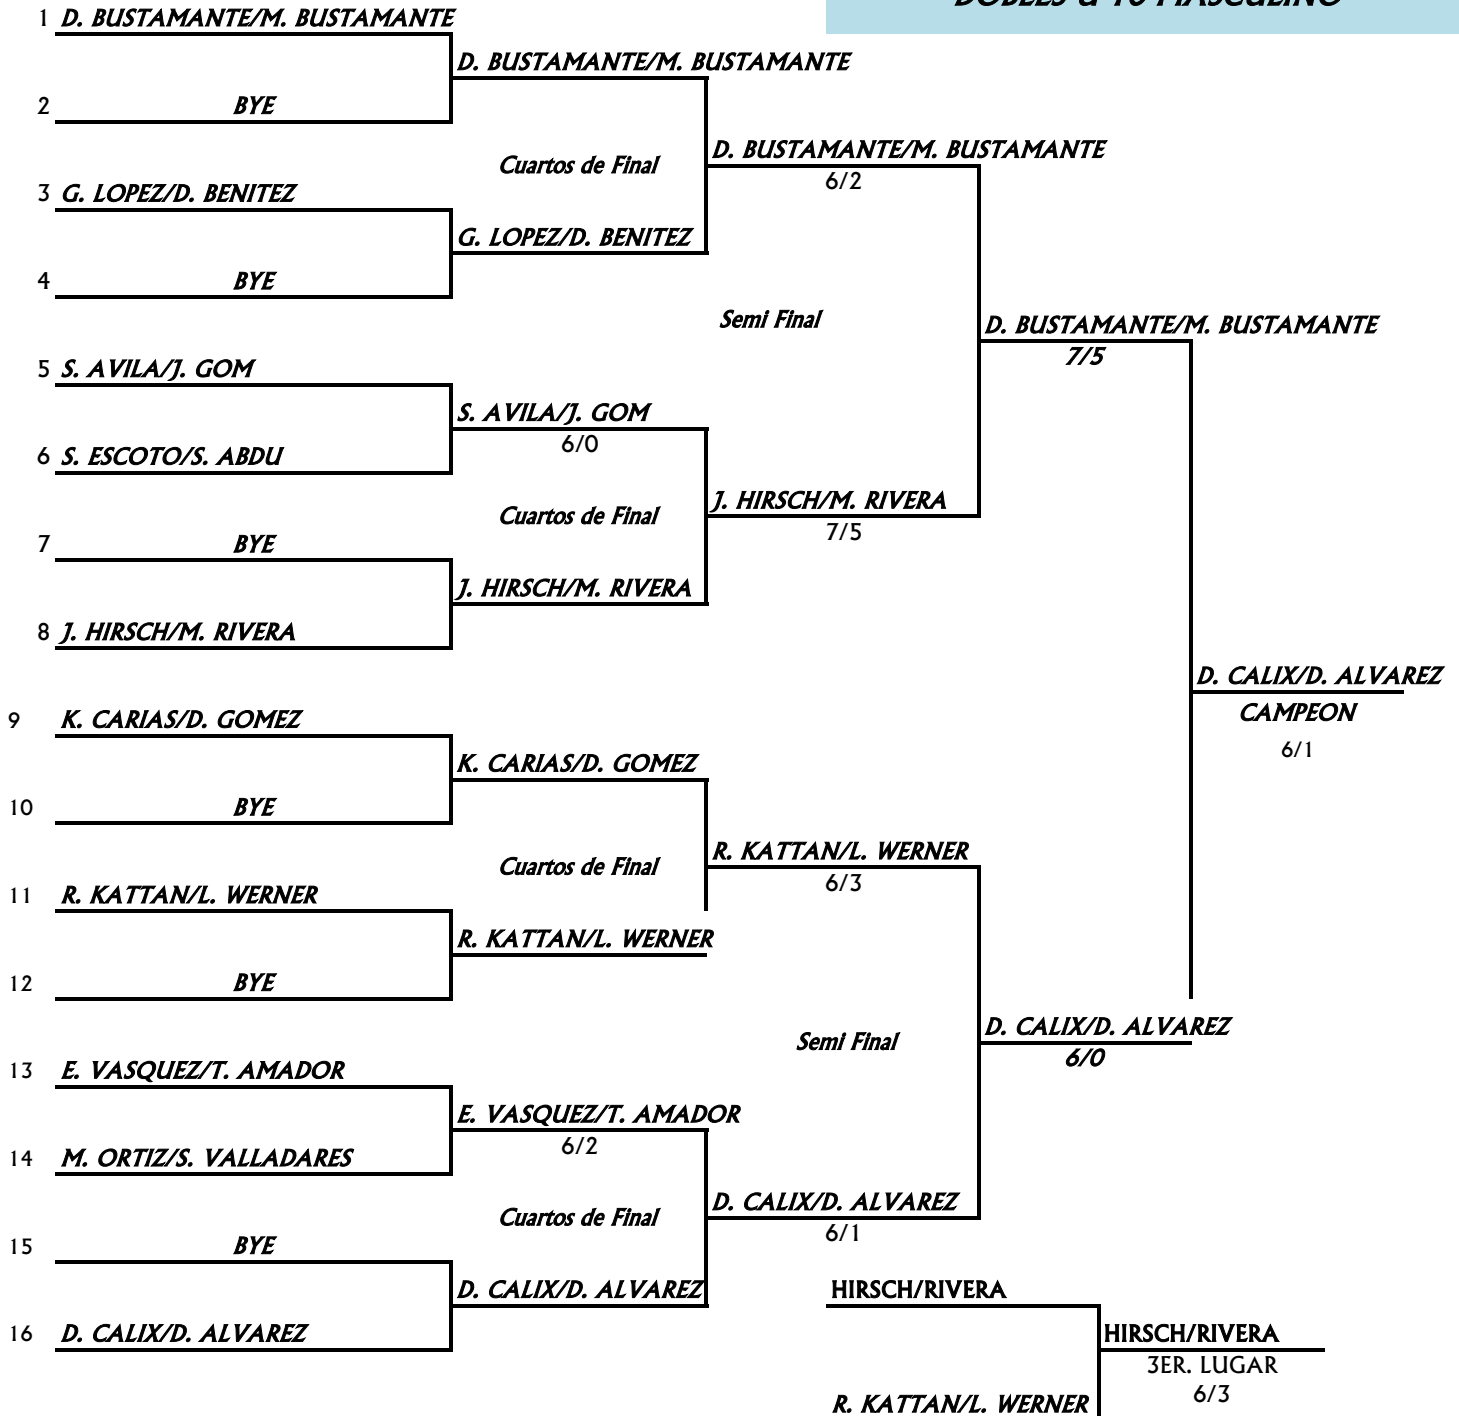 DOBLES u 16 MASCULINO
1 D. BUSTAMANTE/M. BUSTAMANTE
D. BUSTAMANTE/M. BUSTAMANTE
2 BYE
Cuartos de Final
D. BUSTAMANTE/M. BUSTAMANTE
6/2
3 G. LOPEZ/D. BENITEZ
G. LOPEZ/D. BENITEZ
4 BYE
Semi Final
D. BUSTAMANTE/M. BUSTAMANTE
7/5
5 S. AVILA/J. GOM
S. AVILA/J. GOM
6/0
6 S. ESCOTO/S. ABDU
Cuartos de Final
J. HIRSCH/M. RIVERA
7/5
7 BYE
J. HIRSCH/M. RIVERA
8 J. HIRSCH/M. RIVERA
D. CALIX/D. ALVAREZ
CAMPEON
6/1
9 K. CARIAS/D. GOMEZ
K. CARIAS/D. GOMEZ
10 BYE
Cuartos de Final
R. KATTAN/L. WERNER
6/3
11 R. KATTAN/L. WERNER
R. KATTAN/L. WERNER
12 BYE
Semi Final
D. CALIX/D. ALVAREZ
6/0
13 E. VASQUEZ/T. AMADOR
E. VASQUEZ/T. AMADOR
6/2
14 M. ORTIZ/S. VALLADARES
Cuartos de Final
D. CALIX/D. ALVAREZ
6/1
15 BYE
D. CALIX/D. ALVAREZ
16 D. CALIX/D. ALVAREZ
HIRSCH/RIVERA
HIRSCH/RIVERA
3ER. LUGAR
6/3
R. KATTAN/L. WERNER